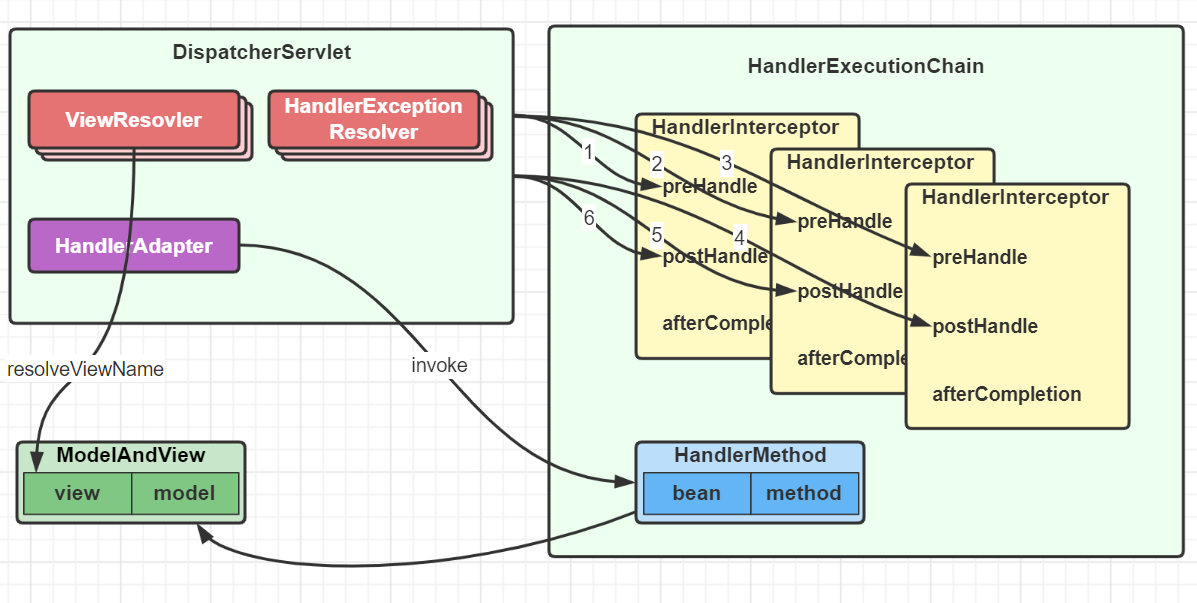 DispatcherServlet
ViewResovler
HandlerException
Resolver
HandlerAdapter
resolveViewName
invoke
ModelAndView
view
model
HandlerExecutionChain
HandlerInterceptor
preHandle
postHandle
afterComple
HandlerInterceptor
preHandle
postHandle
afterComple
HandlerInterceptor
preHandle
postHandle
afterCompletion
1
2
3
6
5
4
HandlerMethod
bean
method